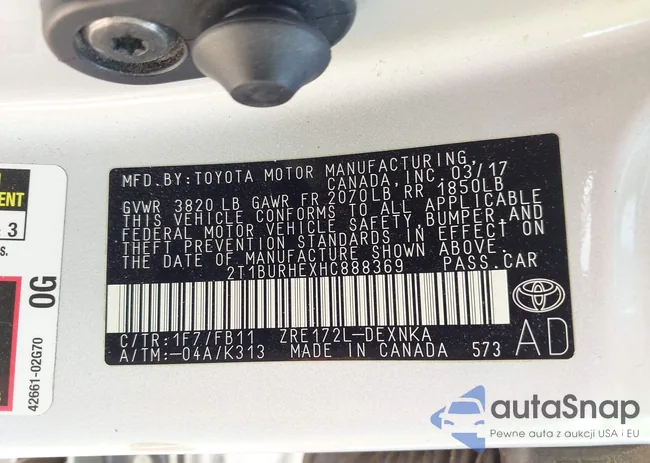 MFD.BY:TOYOTA MOTOR MANUFACTURING,
CANADA, INC. 03/17
GVWR 3820 LB GAWR FR 2070LB, RR 1850LB
THIS VEHICLE CONFORMS TO ALL APPLICABLE
FEDERAL MOTOR VEHICLE SAFETY, BUMPER, AND
THEFT PREVENTION STANDARDS IN EFFECT ON
THE DATE OF MANUFACTURE SHOWN ABOVE.
2T1BURHEXHC888369 PASS.CAR
C/TR:1F7/FB11 ZRE172L-DEXNKA
A/TM:-04A/K313 MADE IN CANADA 573
AD
ENT
3
S.
0G
42661-02G70
autaSnap
Pewne auta z aukcji USA i EU